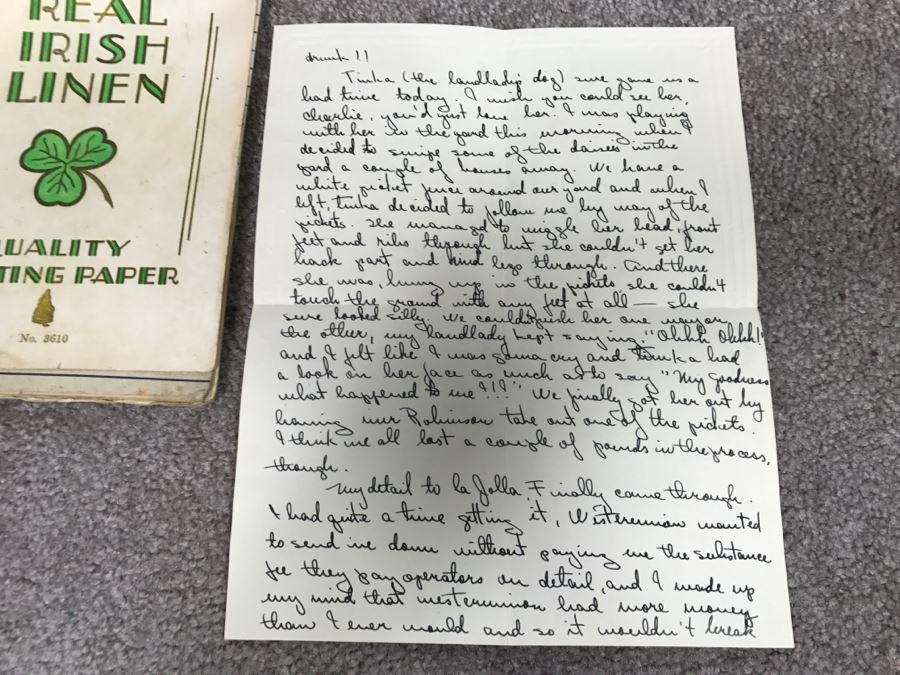 REAL
IRISH
LINEN
UALITY
TING PAPER
No. 3610
drunk!!
Tinka (the landladys dog) sure gave us a
bad time today. I wish you could see her,
Charlie, you'd just love her. I was playing
with her in the yard this morning when I
decided to swipe some of the daisies in the
yard a couple of houses away. We have a
white picket fence around our yard and when I
left, Tinka decided to follow me by way of the
pickets. She managed to wiggle her head, front
feet and ribs through but she couldn't get her
back part and hind legs through. And there
she was, hung up in the pickets, she couldn't
touch the ground with any feet at all — she
sure looked silly. We couldn't push her one way or
the other, my landlady kept saying "Ohhh Ohhh!"
and I felt like I was gonna cry and Tinka had
a look on her face as much as to say "My goodness
what happened to me?!?" We finally got her out by
having mr Robinson take out one of the pickets.
I think we all lost a couple of pounds in the process,
though.
My detail to La Jolla finally came through.
I had quite a time getting it, Westernunion wanted
to send me down without paying me the substance
fee they pay operators on detail, and I made up
my mind that westernunion had more money
than I ever would and so it wouldn't break